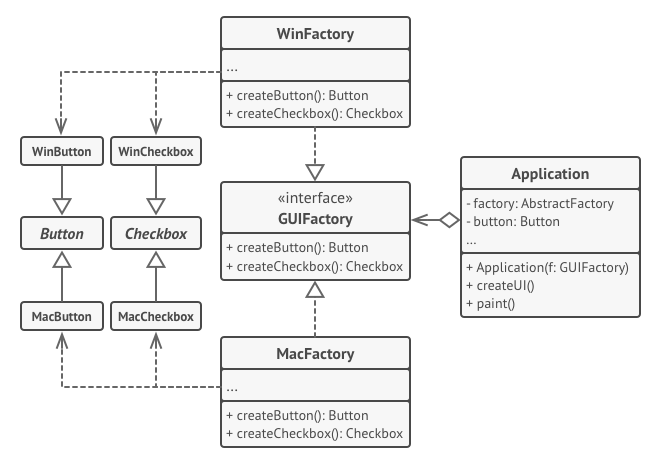 WinFactory
...
+ createButton(): Button
+ createCheckbox(): Checkbox
WinButton
WinCheckbox
Button
Checkbox
MacButton
MacCheckbox
«interface»
GUIFactory
+ createButton(): Button
+ createCheckbox(): Checkbox
Application
- factory: AbstractFactory
- button: Button
...
+ Application(f: GUIFactory)
+ createUI()
+ paint()
MacFactory
...
+ createButton(): Button
+ createCheckbox(): Checkbox